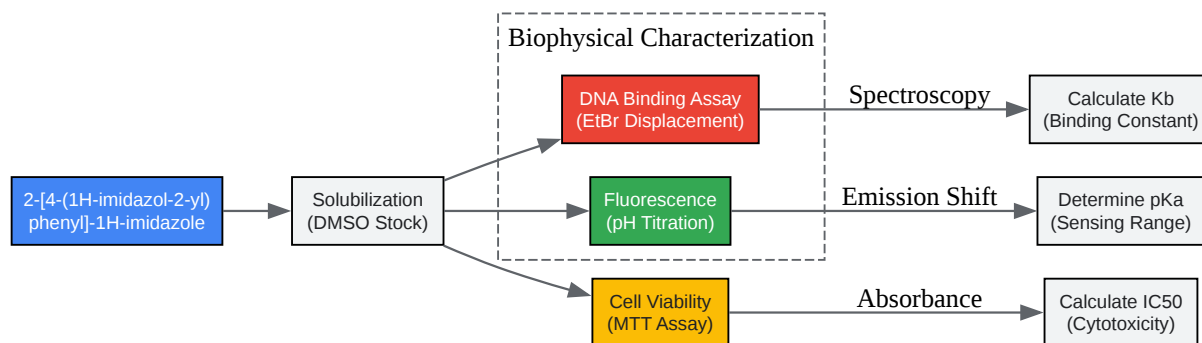 Biophysical Characterization
DNA Binding Assay
(EtBr Displacement)
Spectroscopy
Calculate Kb
(Binding Constant)
2-[4-(1H-imidazol-2-yl)
phenyl]-1H-imidazole
Solubilization
(DMSO Stock)
Fluorescence
(pH Titration)
Emission Shift
Determine pKa
(Sensing Range)
Cell Viability
(MTT Assay)
Absorbance
Calculate IC50
(Cytotoxicity)